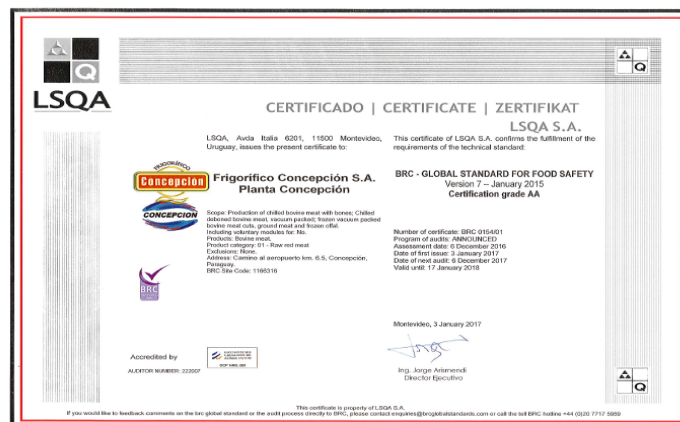 LSQA
CERTIFICADO | CERTIFICATE | ZERTIFIKAT
LSQA S.A.
LSQA, Avda Italia 6201, 11500 Montevideo,
Uruguay, issues the present certificate to:
This certificate of LSQA S.A. confirms the fulfillment of the
requirements of the technical standard:
FRIGORIFICO
Concepcion
CONCEPCION
Frigorífico Concepción S.A.
Planta Concepción
BRC - GLOBAL STANDARD FOR FOOD SAFETY
Version 7 – January 2015
Certification grade AA
Scope: Production of chilled bovine meat with bones; Chilled
deboned bovine meat, vacuum packed; frozen vacuum packed
bovine meat cuts, ground meat and frozen offal.
Including voluntary modules for: No.
Products: Bovine meat.
Product category: 01 - Raw red meat
Exclusions: None.
Address: Camino al aeropuerto km. 6.5, Concepción,
Paraguay.
BRC Site Code: 1166316
Number of certificate: BRC 0154/01
Program of audits: ANNOUNCED
Assessment date: 6 December 2016
Date of first issue: 3 January 2017
Date of next audit: 6 December 2017
Valid until: 17 January 2018
BRC
Montevideo, 3 January 2017
Accredited by
AUDITOR NUMBER: 222007
Ing. Jorge Arismendi
Director Ejecutivo
This certificate is property of LSQA S.A.
If you would like to feedback comments on the brc global standard or the audit process directly to BRC, please contact enquiries@brcglobalstandards.com or call the tell BRC hotline +44 (0)20 7717 5959